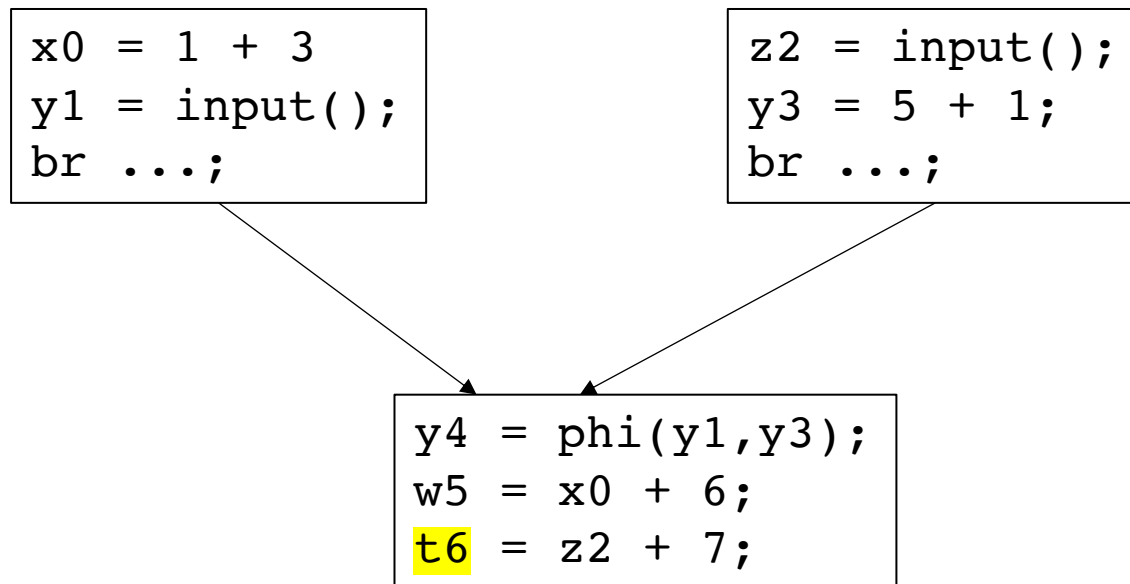 x0 = 1 + 3
y1 = input();
br ...;
z2 = input();
y3 = 5 + 1;
br ...;
y4 = phi(y1,y3);
w5 = x0 + 6;
t6 = z2 + 7;